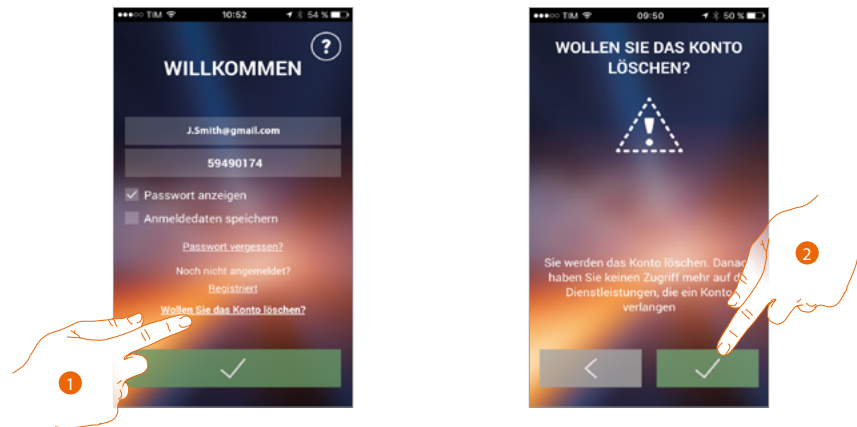 TIM 10:52 54 %
?
WILLKOMMEN
J.Smith@gmail.com
59490174
Passwort anzeigen
Anmeldedaten speichern
Passwort vergessen?
Noch nicht angemeldet?
Registriert
Wollen Sie das Konto löschen?
1
TIM 09:50 50 %
WOLLEN SIE DAS KONTO
LÖSCHEN?
!
Sie werden das Konto löschen. Danach
haben Sie keinen Zugriff mehr auf
Dienstleistungen, die ein Konto
verlangen
2